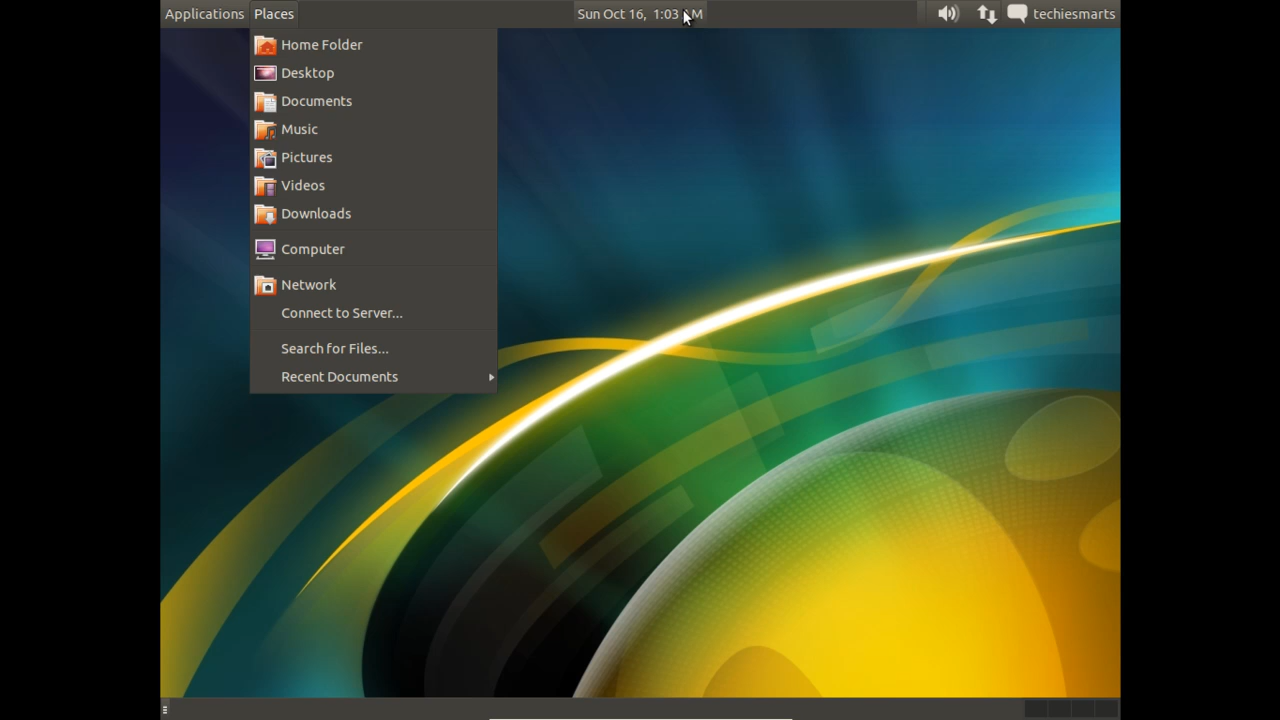 Applications Places Sun Oct 16, 1:03 AM techiesmarts
Home Folder
Desktop
Documents
Music
Pictures
Videos
Downloads
Computer
Network
Connect to Server...
Search for Files...
Recent Documents